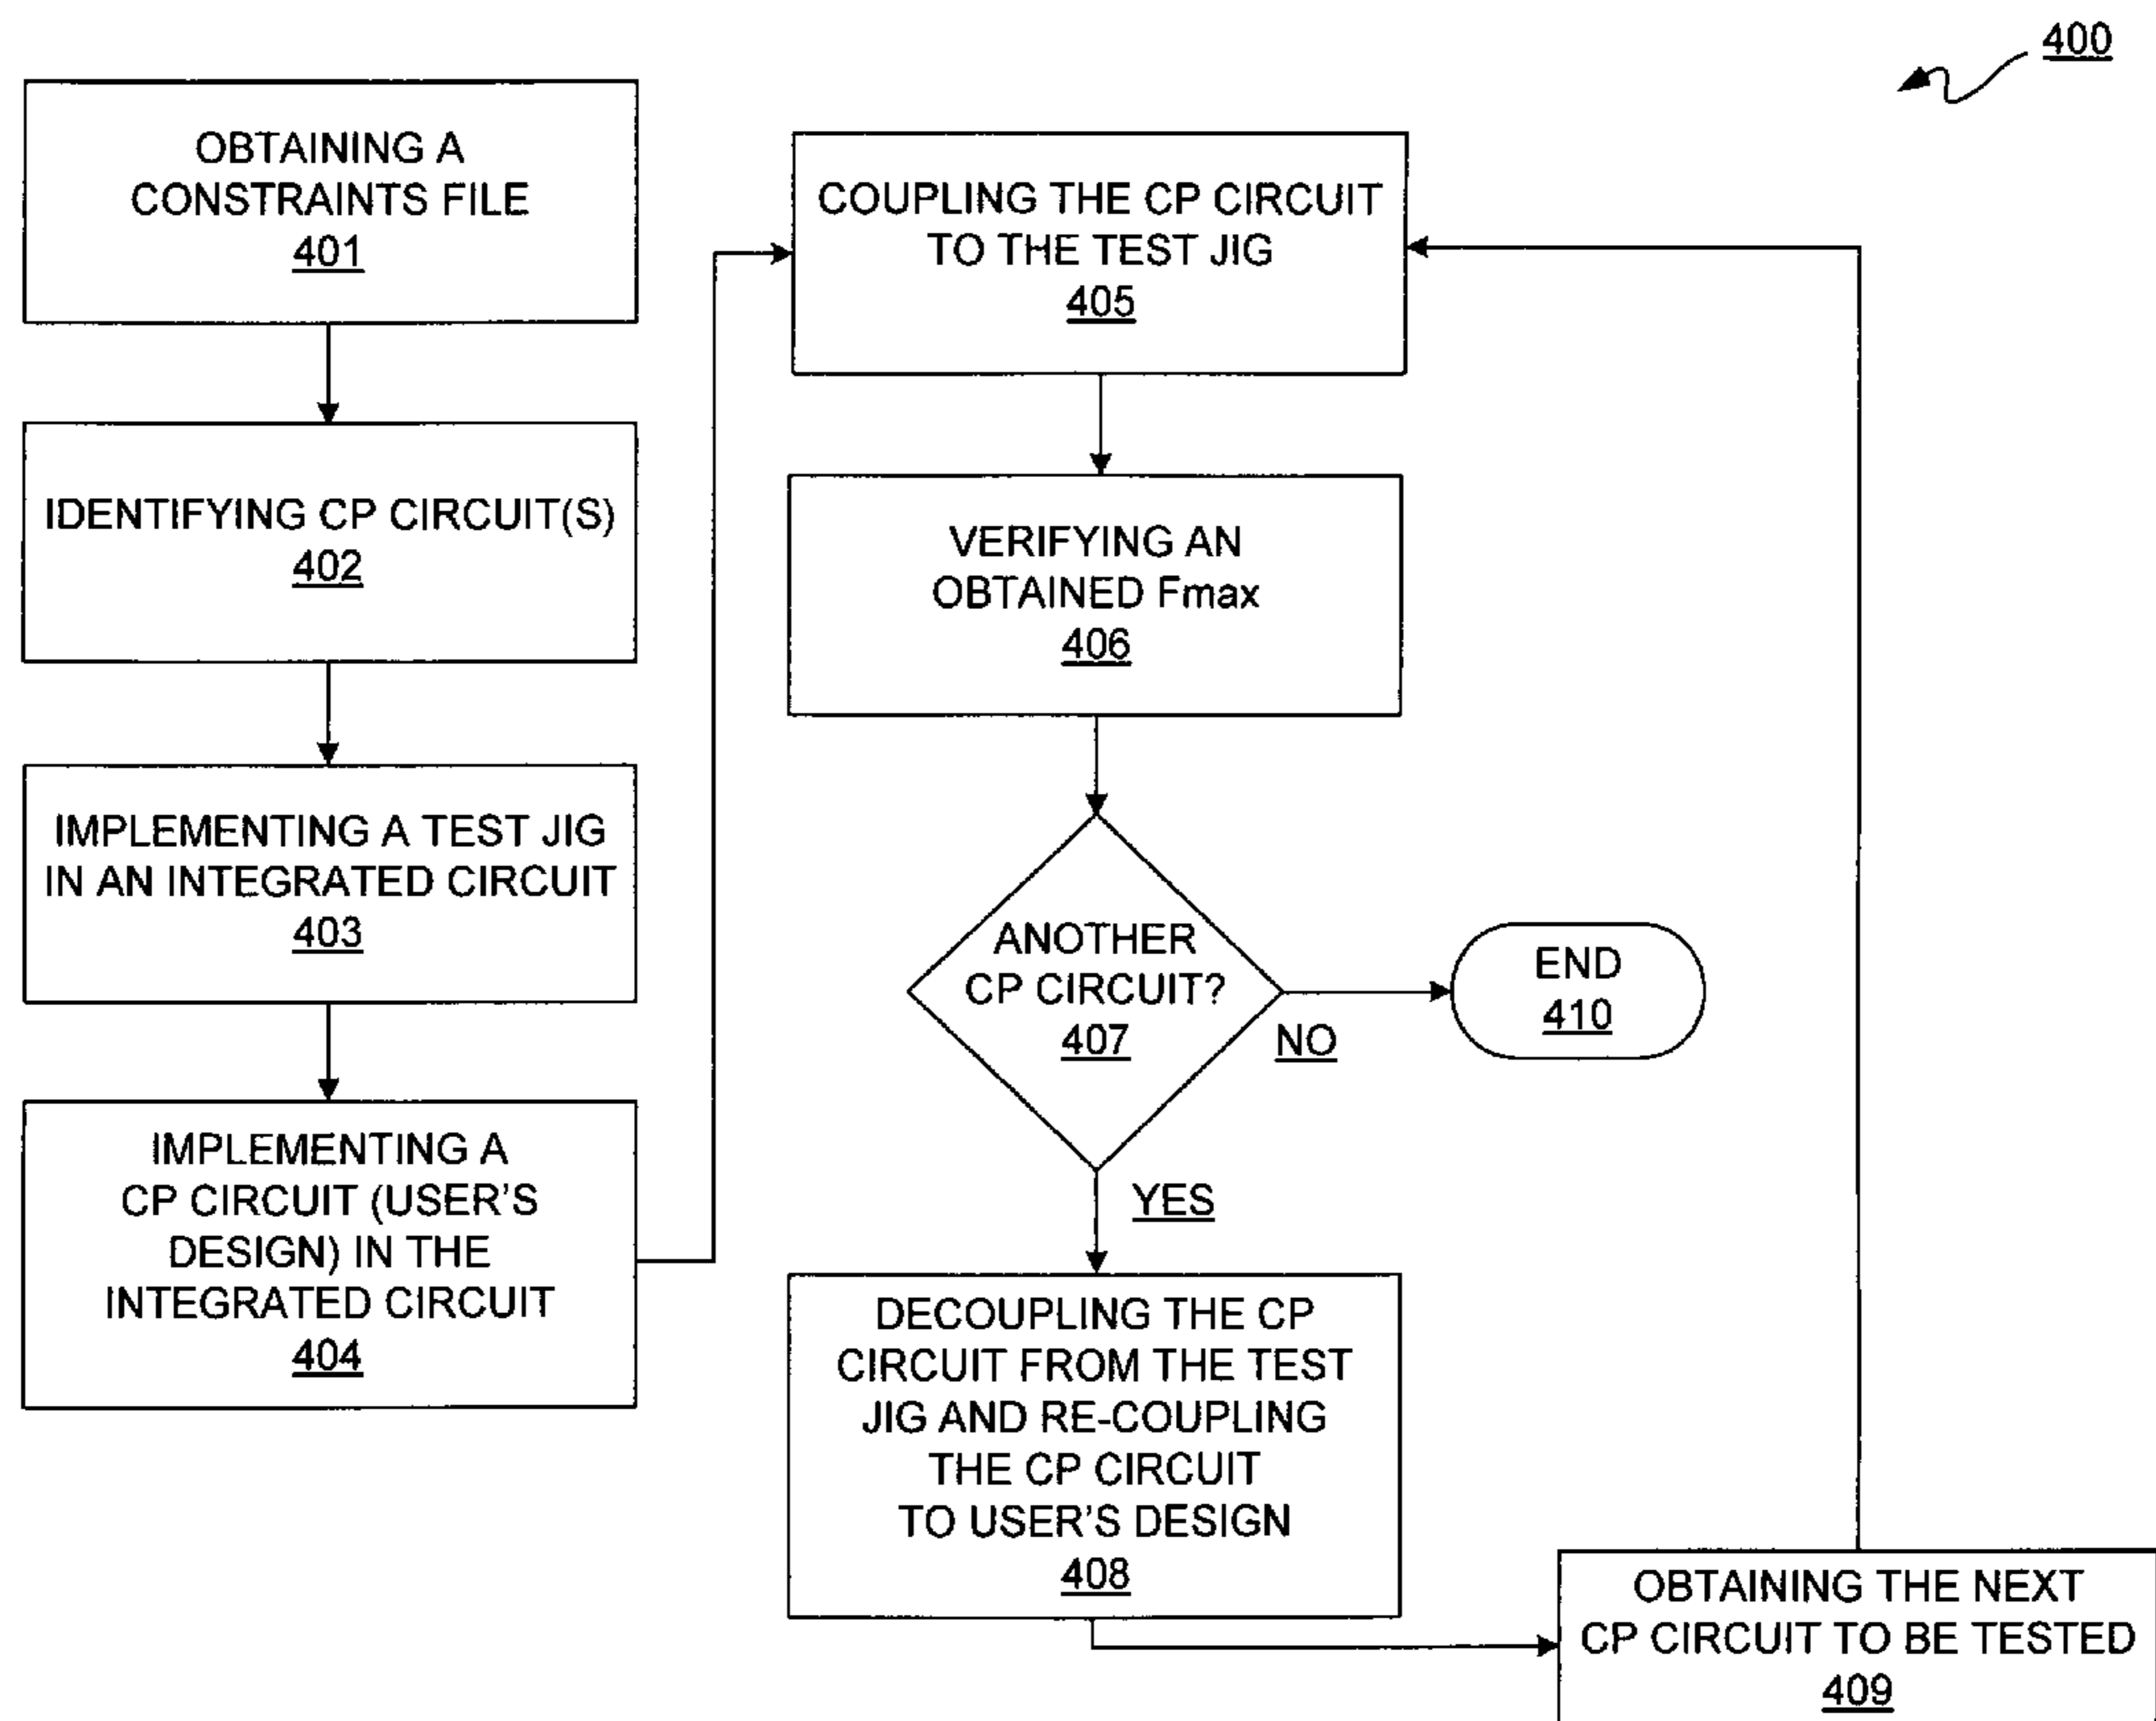 400
OBTAINING A
CONSTRAINTS FILE
401
IDENTIFYING CP CIRCUIT(S)
402
IMPLEMENTING A TEST JIG
IN AN INTEGRATED CIRCUIT
403
IMPLEMENTING A
CP CIRCUIT (USER'S
DESIGN) IN THE
INTEGRATED CIRCUIT
404
COUPLING THE CP CIRCUIT
TO THE TEST JIG
405
VERIFYING AN
OBTAINED Fmax
406
ANOTHER
CP CIRCUIT?
407
NO
END
410
YES
DECOUPLING THE CP
CIRCUIT FROM THE TEST
JIG AND RE-COUPLING
THE CP CIRCUIT
TO USER'S DESIGN
408
OBTAINING THE NEXT
CP CIRCUIT TO BE TESTED
409